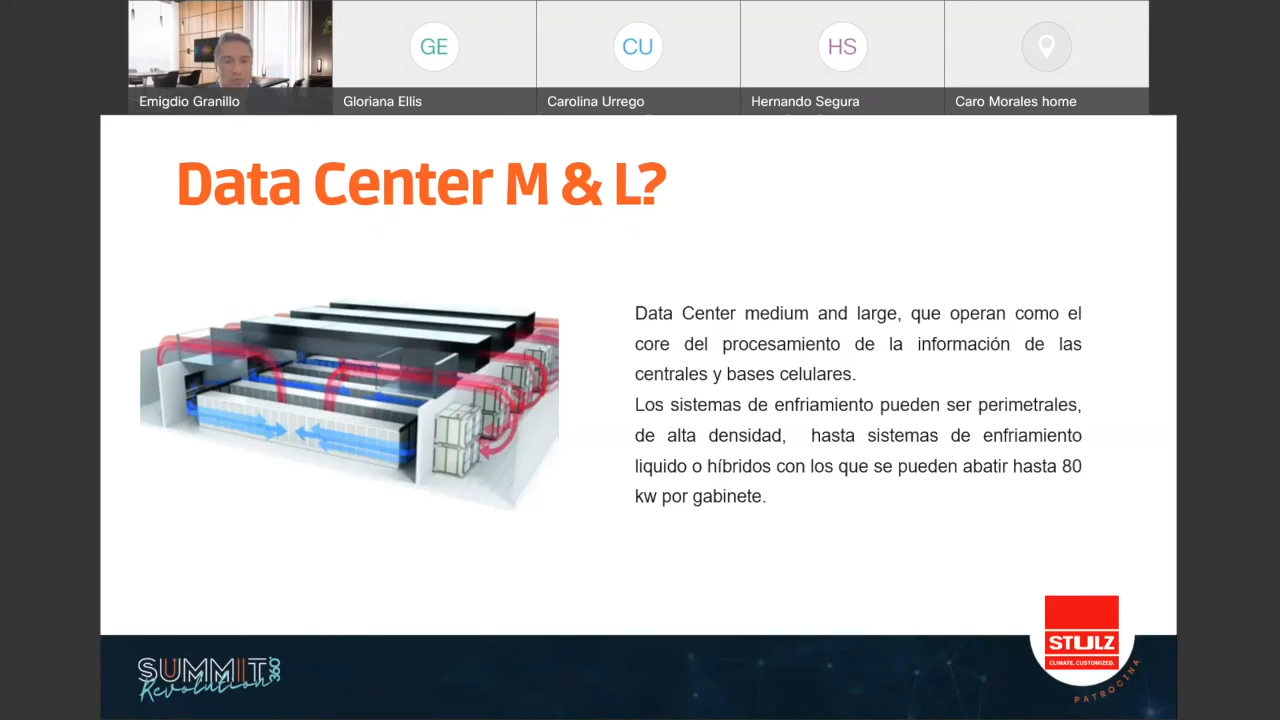 GE
CU
HS
Emigdio Granillo
Gloriana Ellis
Carolina Urrego
Hernando Segura
Caro Morales home
Data Center M & L?
Data Center medium and large, que operan como el
core del procesamiento de la información de las
centrales y bases celulares.
Los sistemas de enfriamiento pueden ser perimetrales,
de alta densidad, hasta sistemas de enfriamiento
liquido o híbridos con los que se pueden abatir hasta 80
kw por gabinete.
SUMMIT
Revolution 360
STULZ
CLIMATE. CUSTOMIZED.
PATROCINA